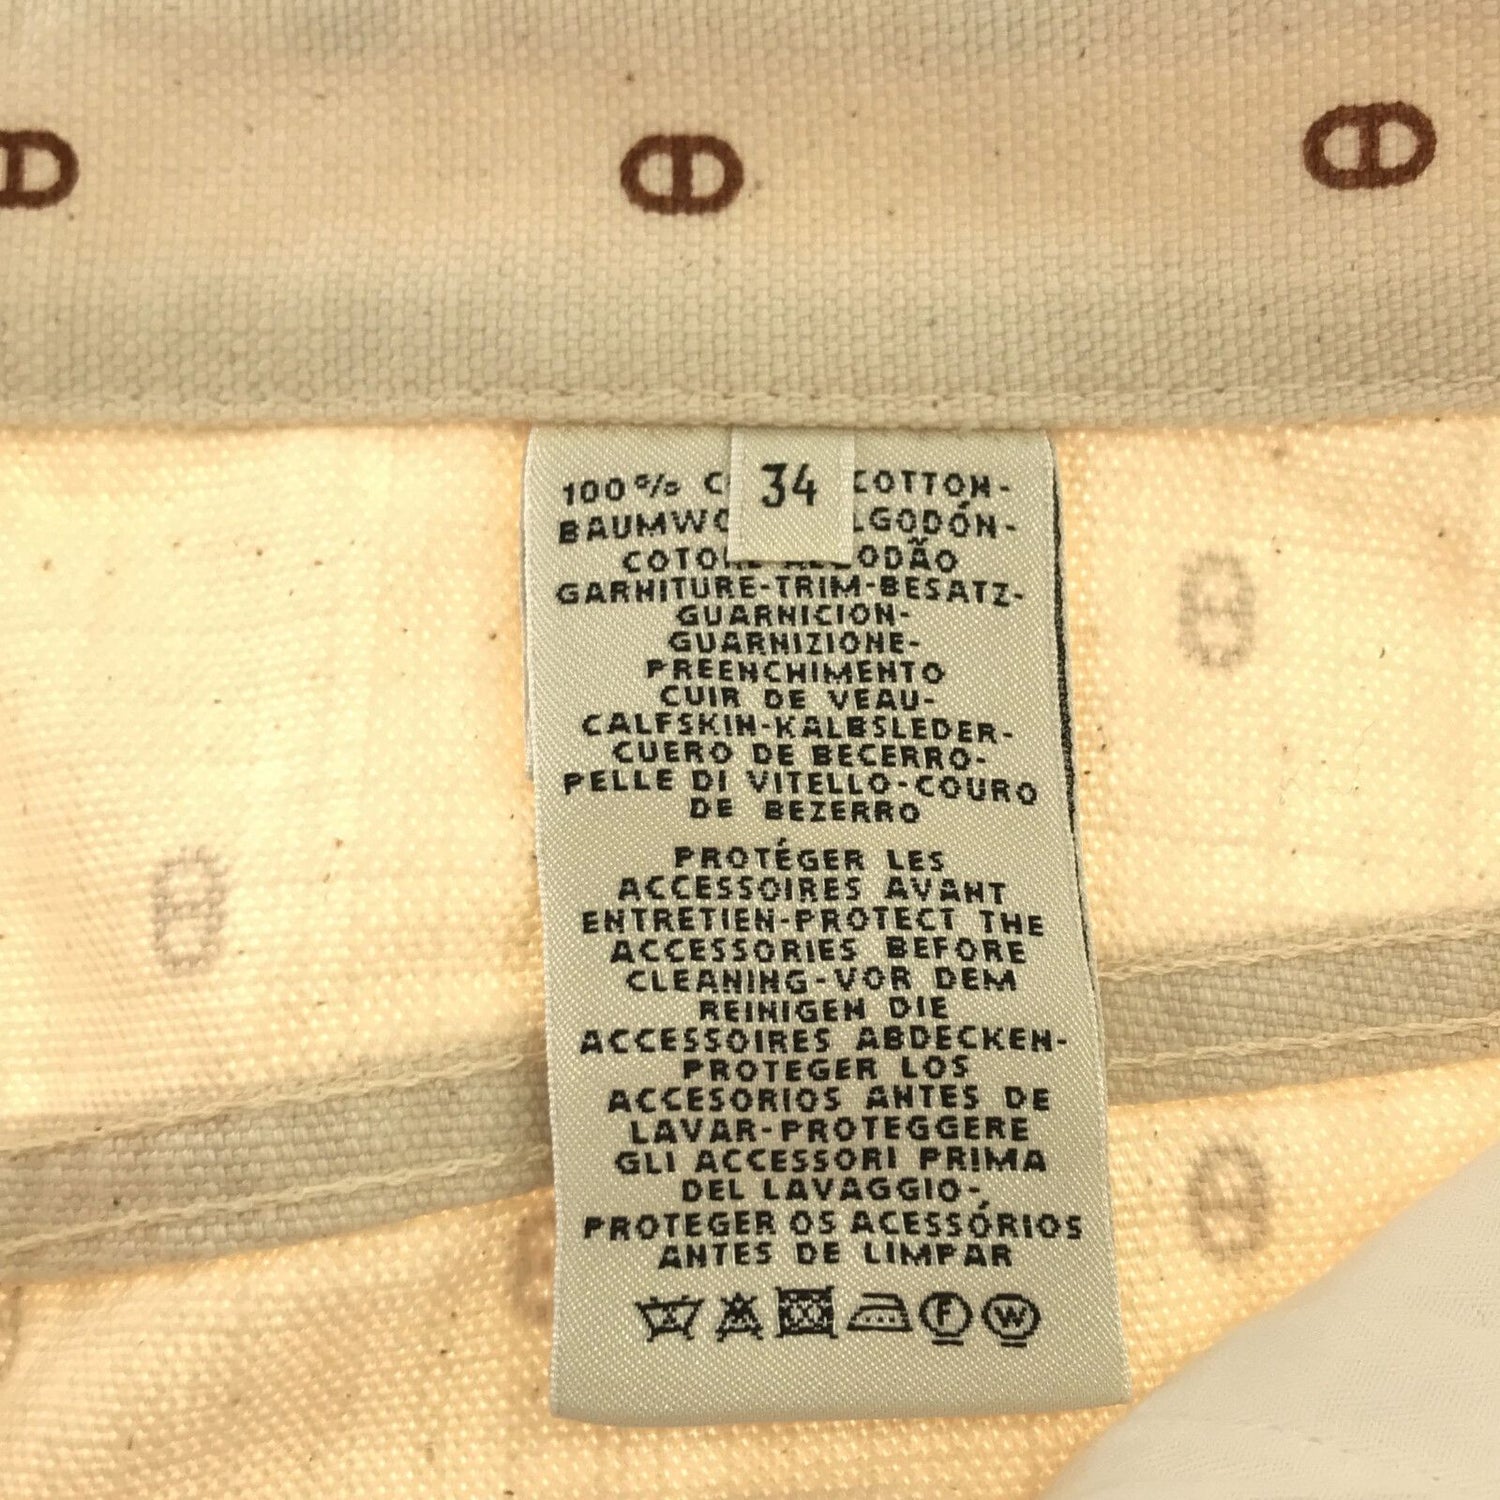 34
100% COTTON-
ALGODÓN-
ALGODÃO
GARNITURE-TRIM-BESATZ-
GUARNICION-
GUARNIZIONE-
PREENCHIMENTO
CUIR DE VEAU-
CALFSKIN-KALBSLEDER-
CUERO DE BECERRO-
PELLE DI VITELLO-COURO
DE BEZERRO
PROTÉGER LES
ACCESSOIRES AVANT
ENTRETIEN-PROTECT THE
ACCESSORIES BEFORE
CLEANING-VOR DEM
REINIGEN DIE
ACCESSOIRES ABDECKEN-
PROTEGER LOS
ACCESORIOS ANTES DE
LAVAR-PROTEGGERE
GLI ACCESSORI PRIMA
DEL LAVAGGIO-
PROTEGER OS ACESSÓRIOS
ANTES DE LIMPAR
F W